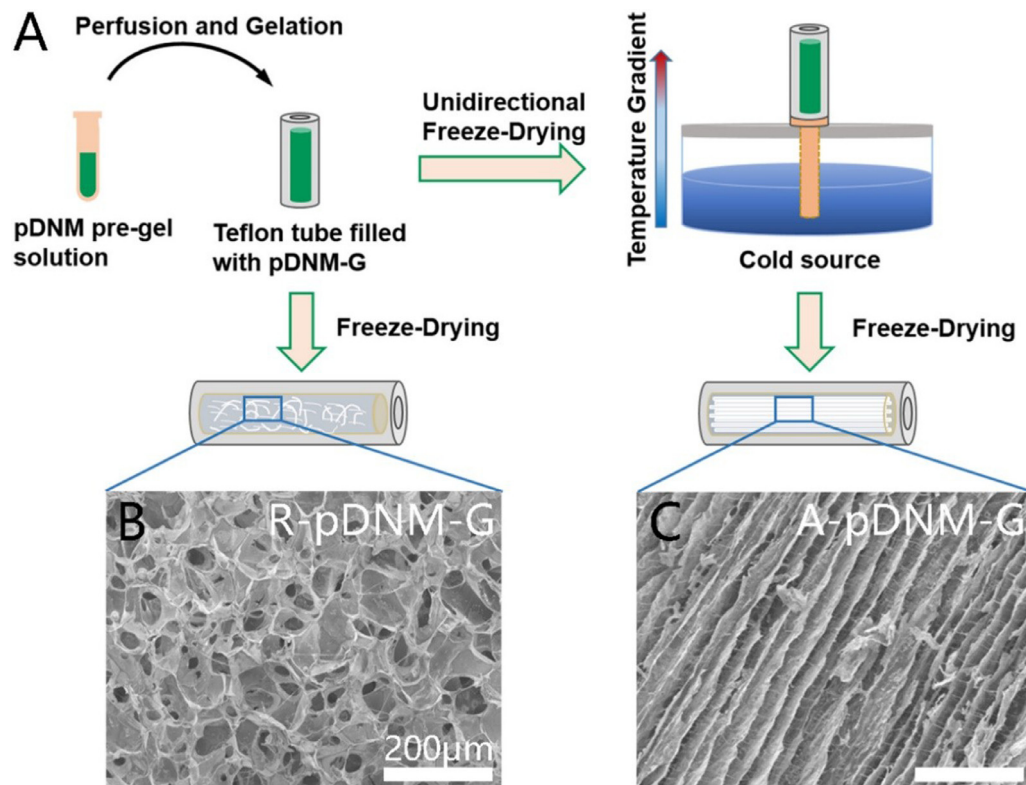 A
Perfusion and Gelation
pDNM pre-gel
solution
Teflon tube filled
with pDNM-G
Unidirectional
Freeze-Drying
Temperature Gradient
Cold source
Freeze-Drying
Freeze-Drying
B
R-pDNM-G
200μm
C
A-pDNM-G